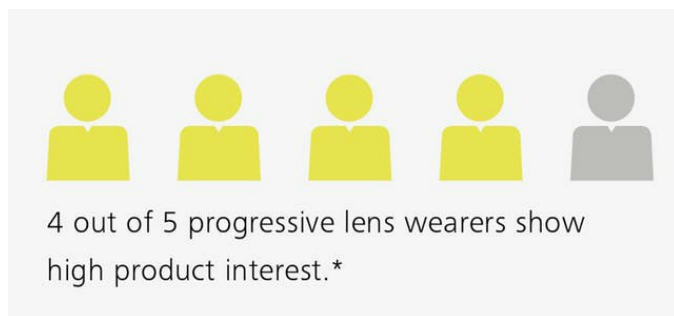 4 out of 5 progressive lens wearers show
high product interest.*